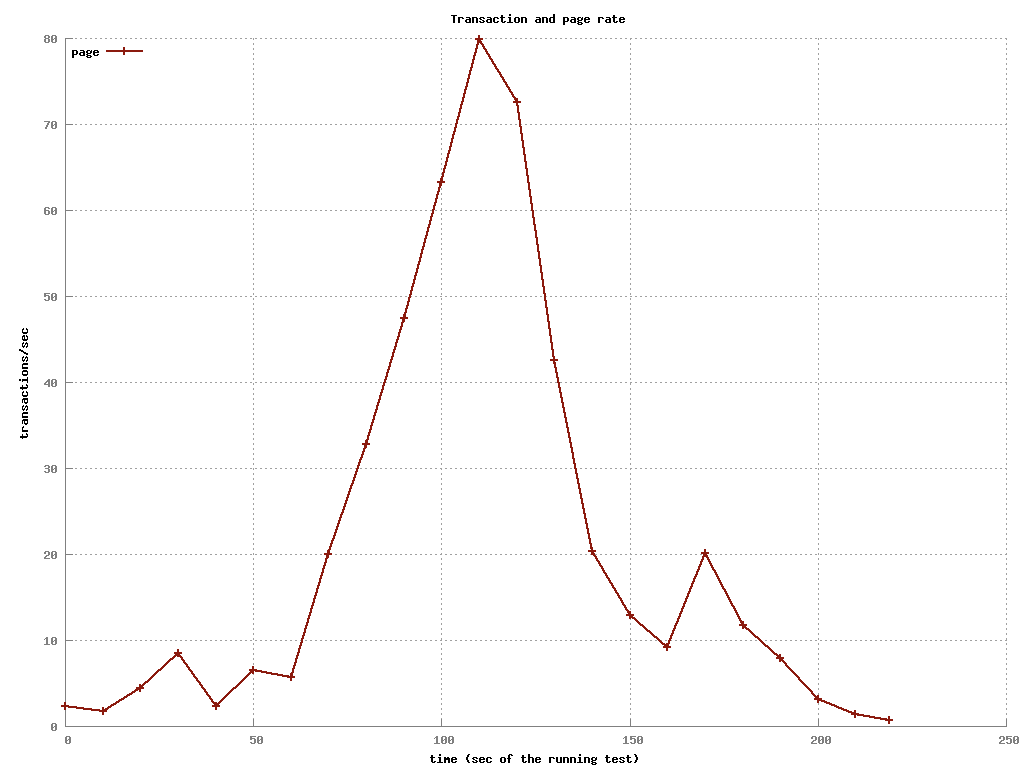 Transaction and page rate
page
80
70
60
50
40
30
20
10
0
transactions/sec
0 50 100 150 200 250
time (sec of the running test)